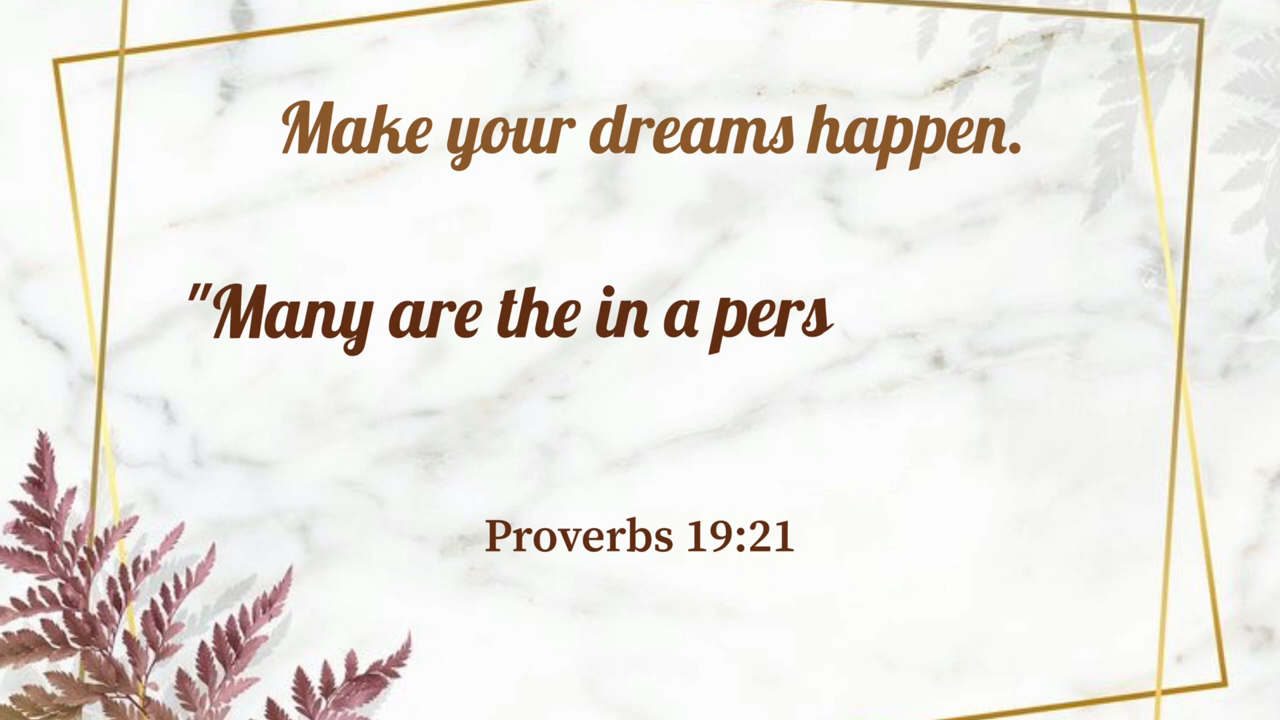 Make your dreams happen.
"Many are the in a pers
Proverbs 19:21